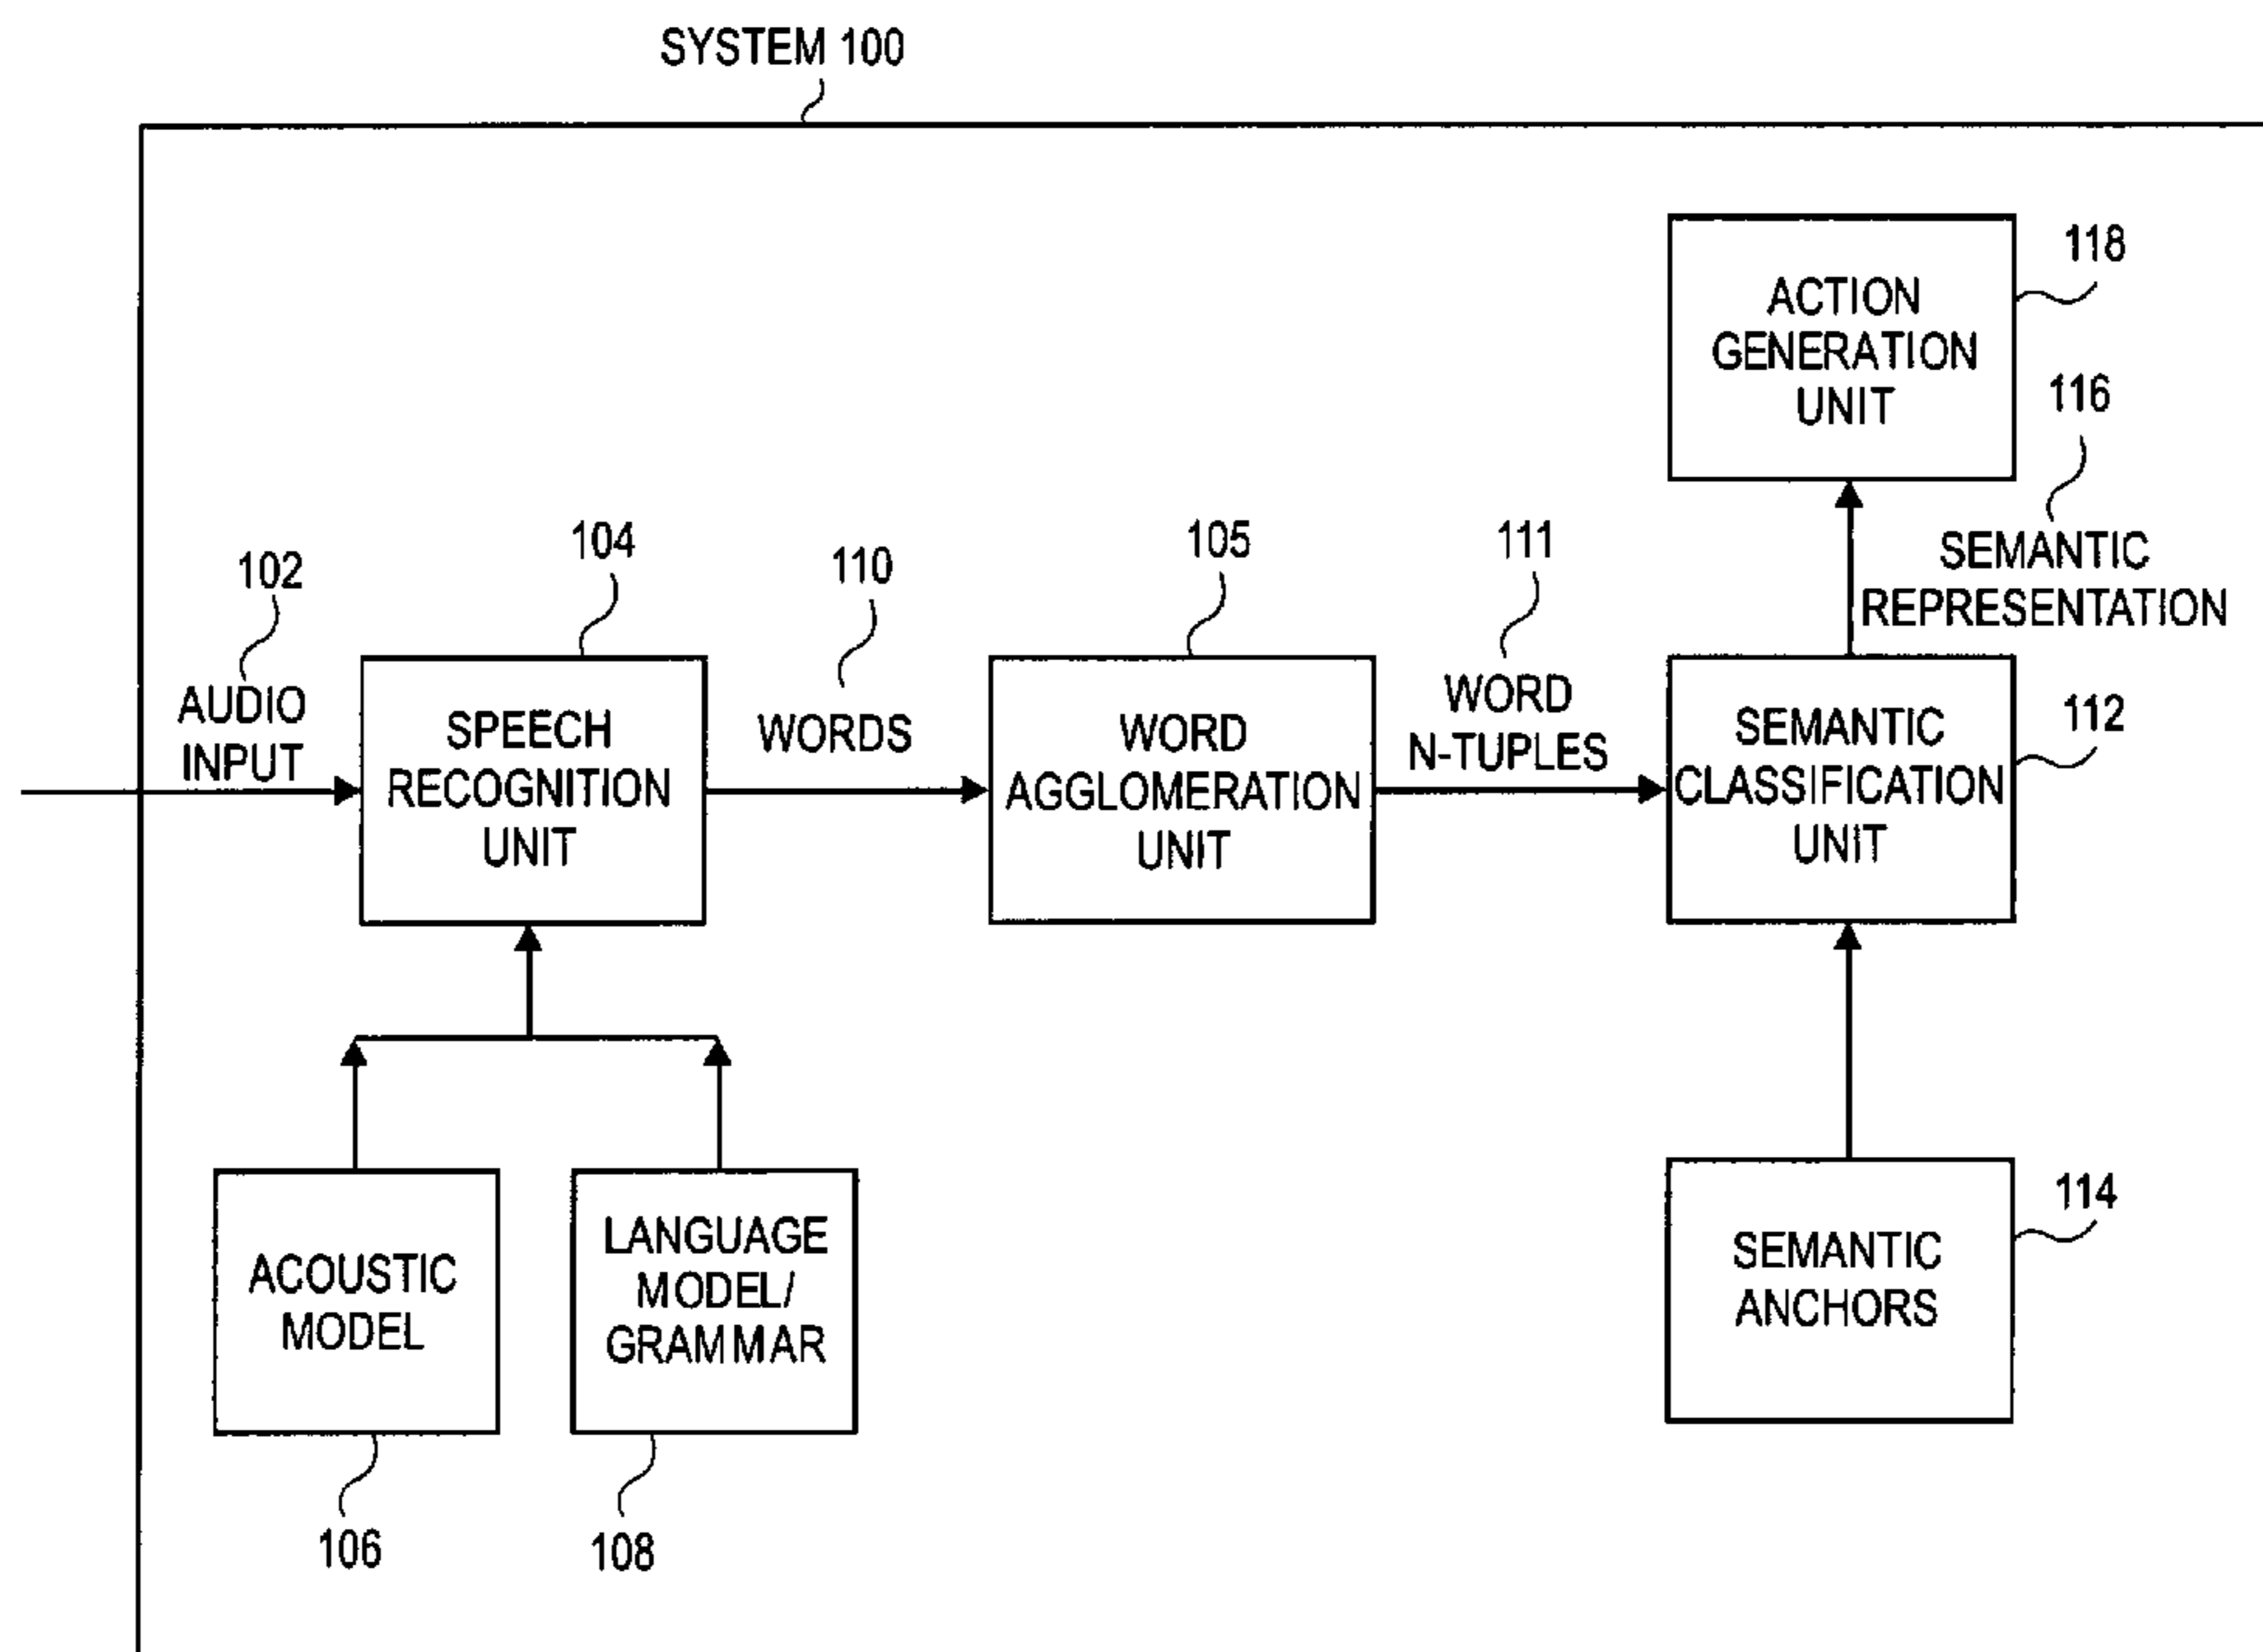 SYSTEM 100
118
ACTION
GENERATION
UNIT
116
SEMANTIC
REPRESENTATION
102
AUDIO
INPUT
104
SPEECH
RECOGNITION
UNIT
110
WORDS
105
WORD
AGGLOMERATION
UNIT
111
WORD
N-TUPLES
112
SEMANTIC
CLASSIFICATION
UNIT
ACOUSTIC
MODEL
106
LANGUAGE
MODEL/
GRAMMAR
108
114
SEMANTIC
ANCHORS